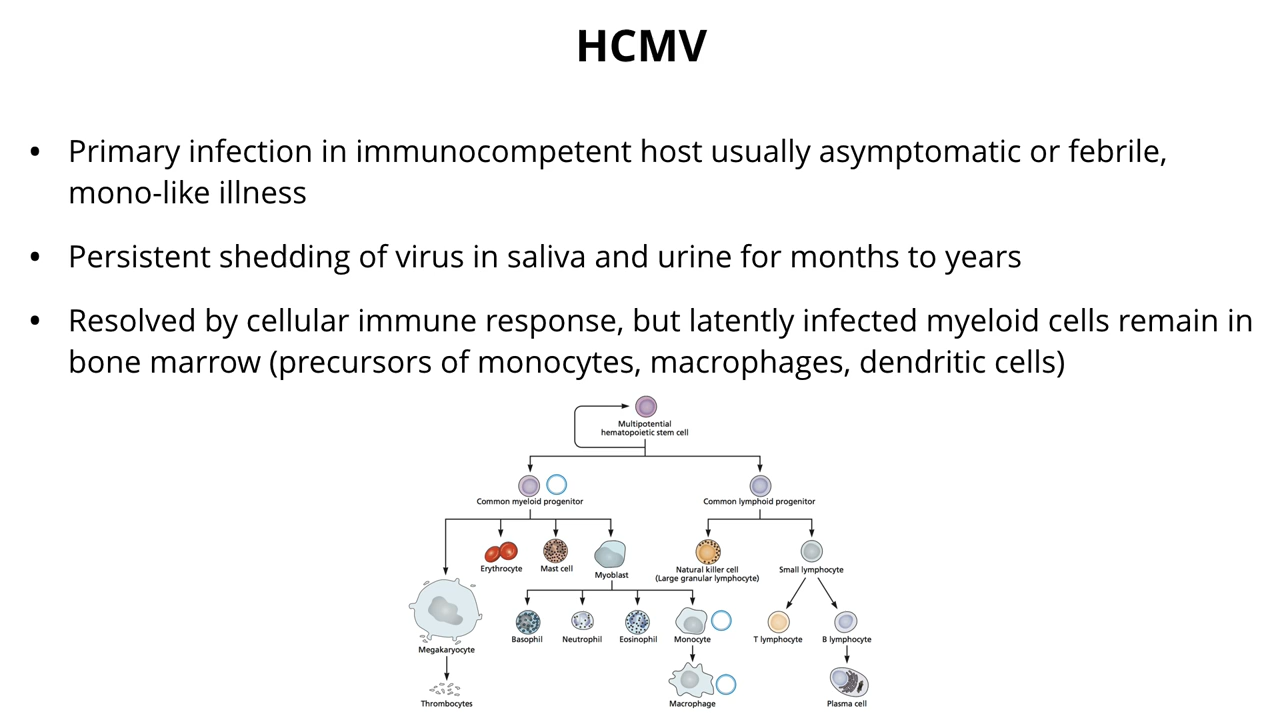 HCMV
• Primary infection in immunocompetent host usually asymptomatic or febrile,
mono-like illness
• Persistent shedding of virus in saliva and urine for months to years
• Resolved by cellular immune response, but latently infected myeloid cells remain in
bone marrow (precursors of monocytes, macrophages, dendritic cells)
Multipotential
hematopoietic stem cell
Common myeloid progenitor
Common lymphoid progenitor
Erythrocyte
Mast cell
Myoblast
Natural killer cell
(Large granular lymphocyte)
Small lymphocyte
Basophil
Neutrophil
Eosinophil
Monocyte
T lymphocyte
B lymphocyte
Megakaryocyte
Thrombocytes
Macrophage
Plasma cell